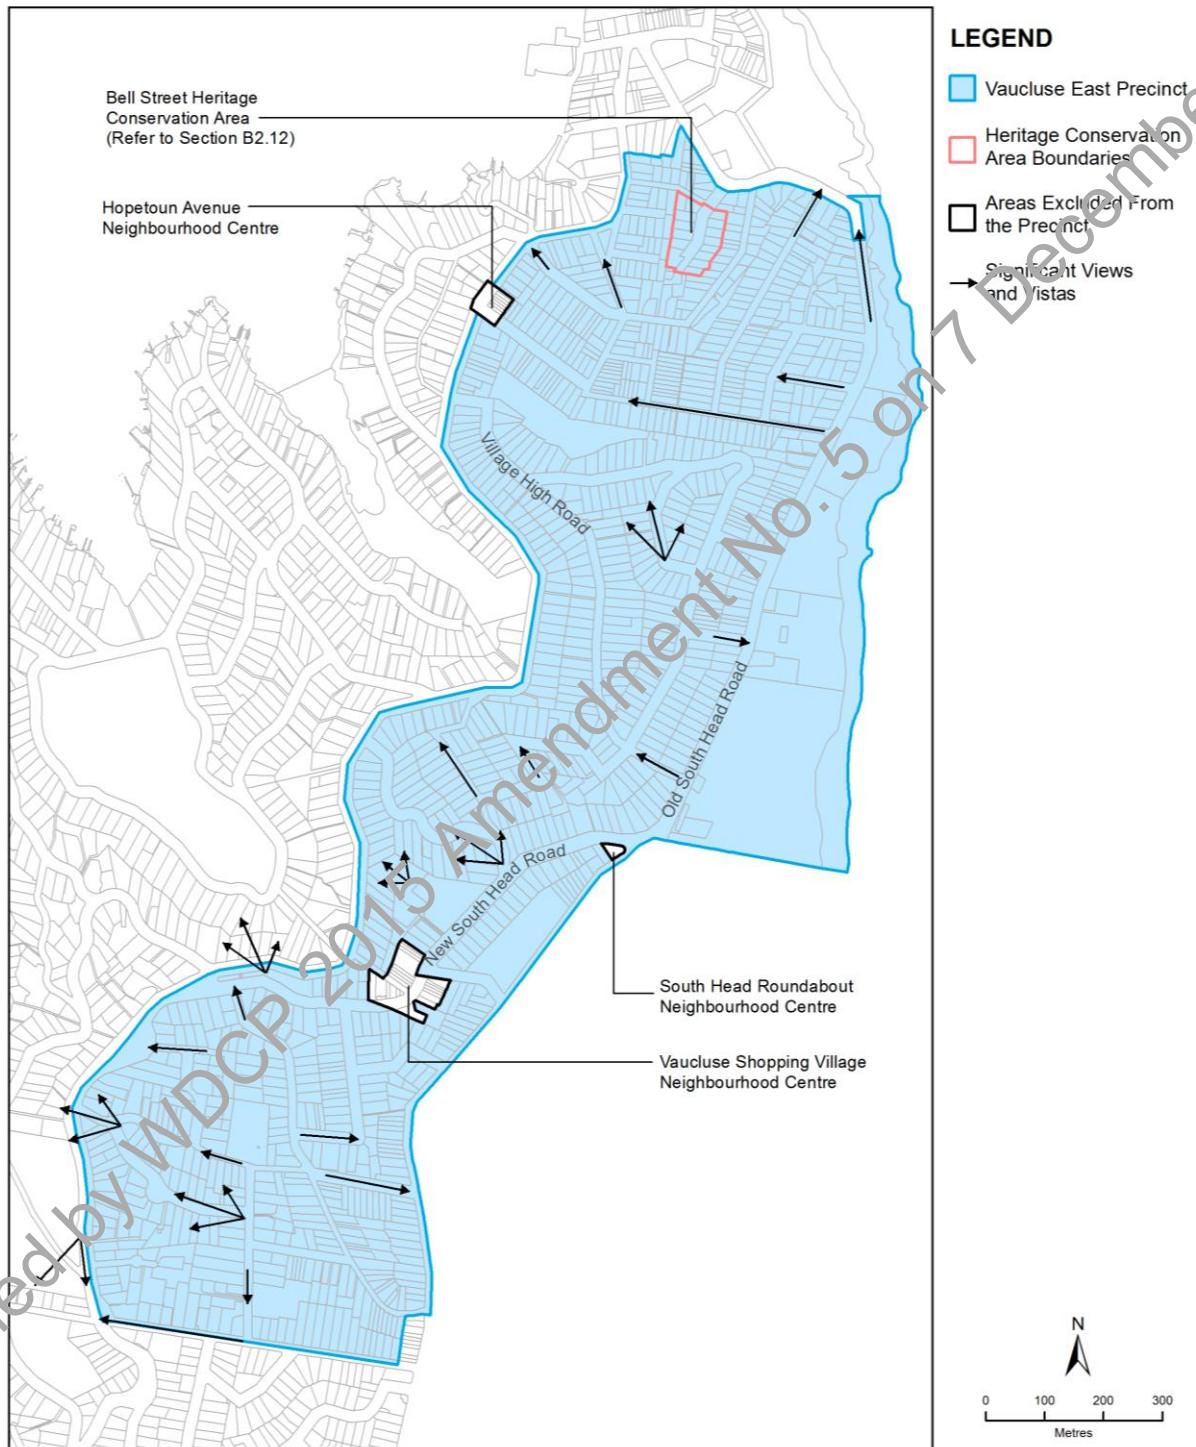 LEGEND
Vaucluse East Precinct
Heritage Conservation
Area Boundaries
Areas Excluded From
the Precinct
Significant Views
and Vistas
Bell Street Heritage
Conservation Area
(Refer to Section B2.12)
Hopetoun Avenue
Neighbourhood Centre
Village High Road
Old South Head Road
New South Head Road
South Head Roundabout
Neighbourhood Centre
Vaucluse Shopping Village
Neighbourhood Centre
by WDCP 2015 Amendment No. 5 on 7 December
N
0 100 200 300
Metres